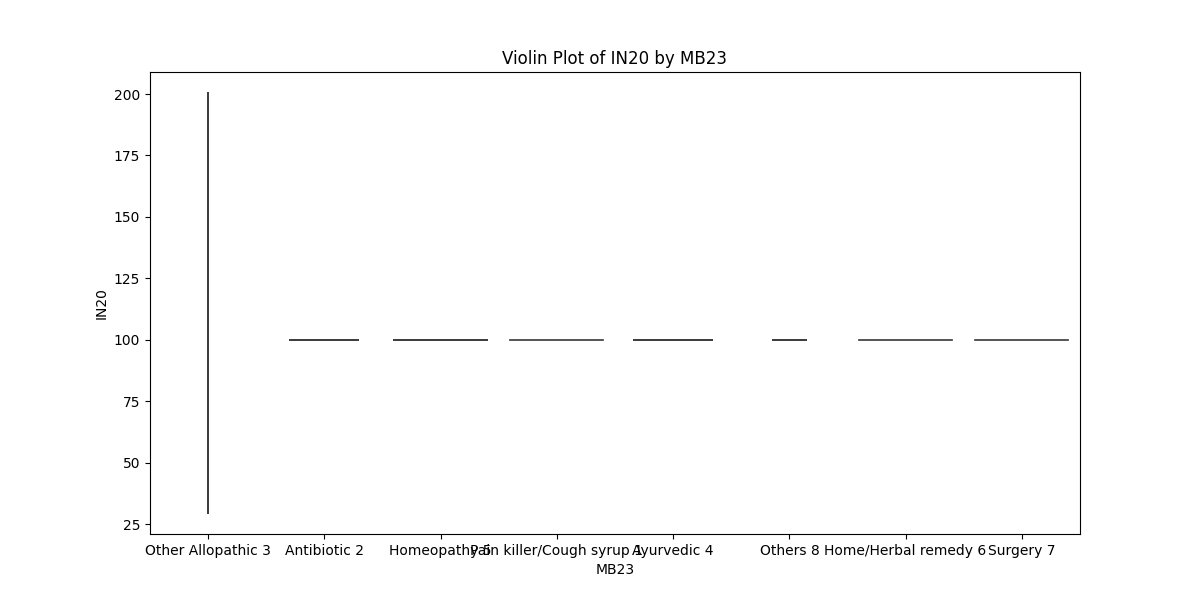 Violin Plot of IN20 by MB23
200
175
150
125
100
75
50
25
IN20
Other Allopathic 3
Antibiotic 2
Homeopathy 5
Pain killer/Cough syrup 1
Ayurvedic 4
Others 8
Home/Herbal remedy 6
Surgery 7
MB23